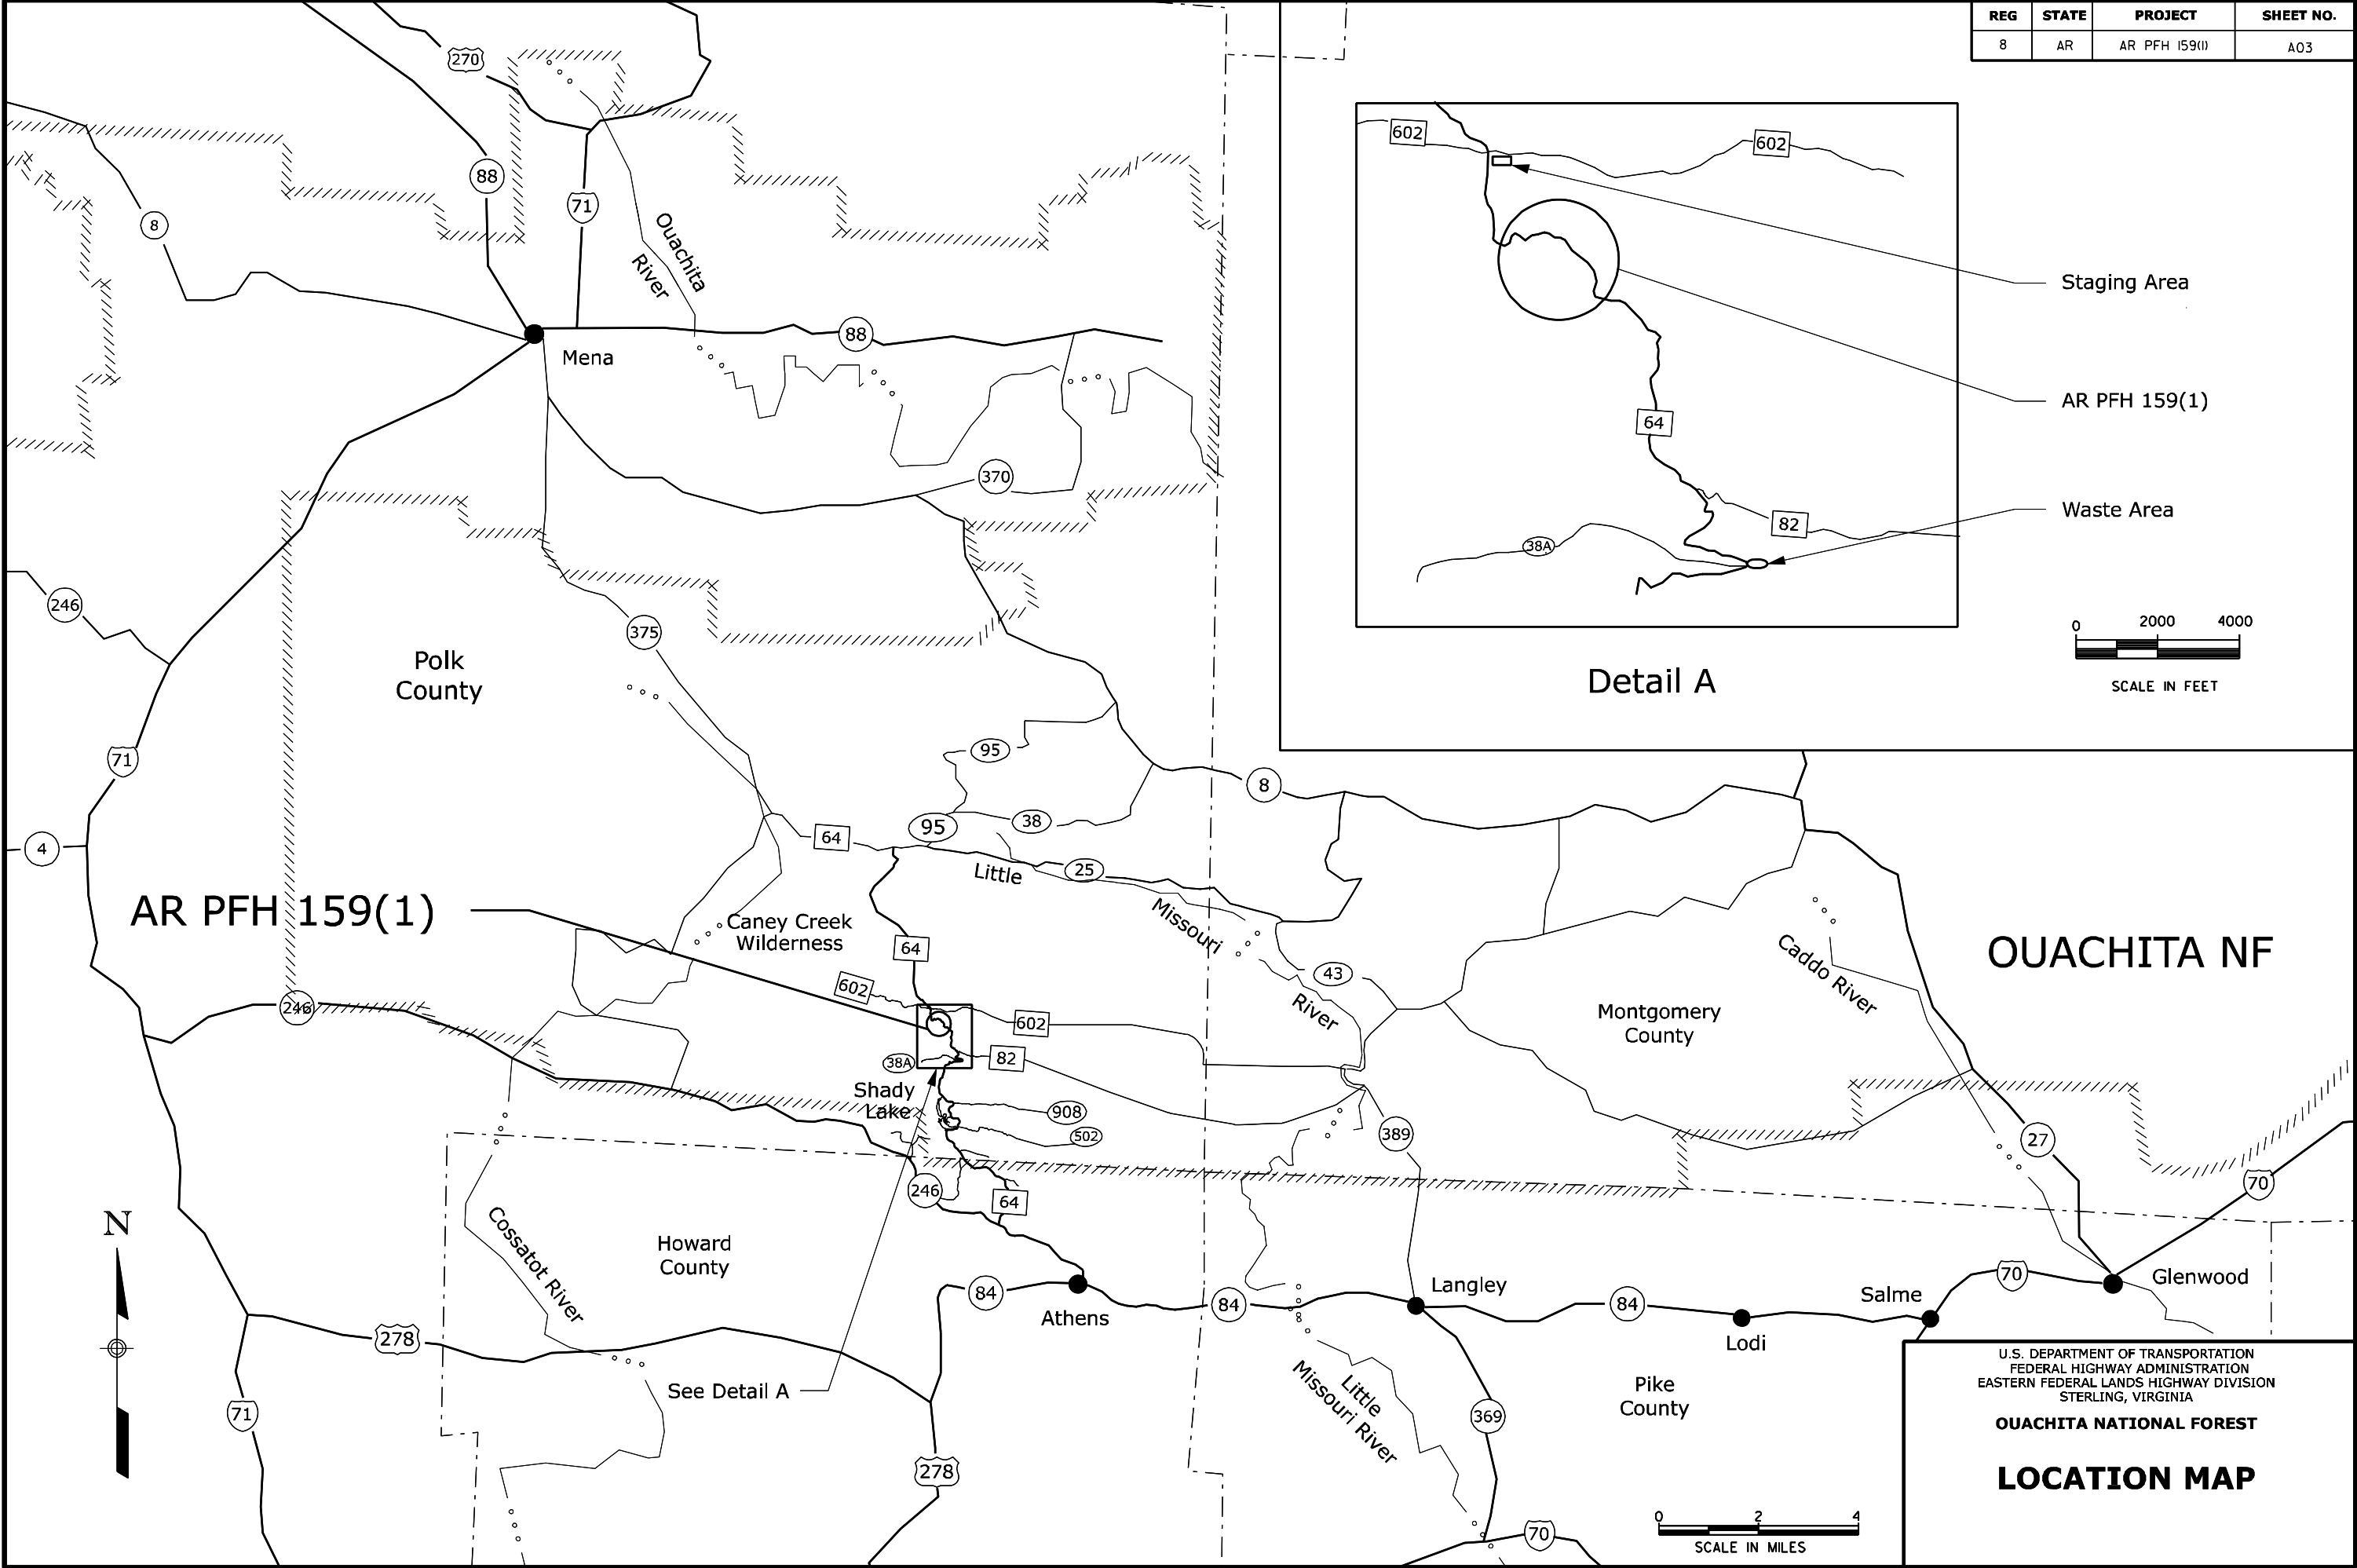 REG STATE PROJECT SHEET NO.
8 AR AR PFH 159(1) A03
270
88
71
8
Ouachita
River
Mena
88
370
246
375
Polk
County
71
4
95
38
95
8
64
25
Little
Missouri
River
AR PFH 159(1)
Caney Creek
Wilderness
64
43
602
602
246
38A
82
Shady
Lake
908
502
389
Montgomery
County
Caddo River
OUACHITA NF
27
70
246
64
N
Cossatot River
Howard
County
84
Athens
84
Langley
84
Lodi
Salme
70
Glenwood
278
See Detail A
71
278
Little
Missouri River
369
Pike
County
70
0 2 4
SCALE IN MILES
602
602
Staging Area
AR PFH 159(1)
64
82
38A
Waste Area
Detail A
0 2000 4000
SCALE IN FEET
U.S. DEPARTMENT OF TRANSPORTATION
FEDERAL HIGHWAY ADMINISTRATION
EASTERN FEDERAL LANDS HIGHWAY DIVISION
STERLING, VIRGINIA
OUACHITA NATIONAL FOREST
LOCATION MAP